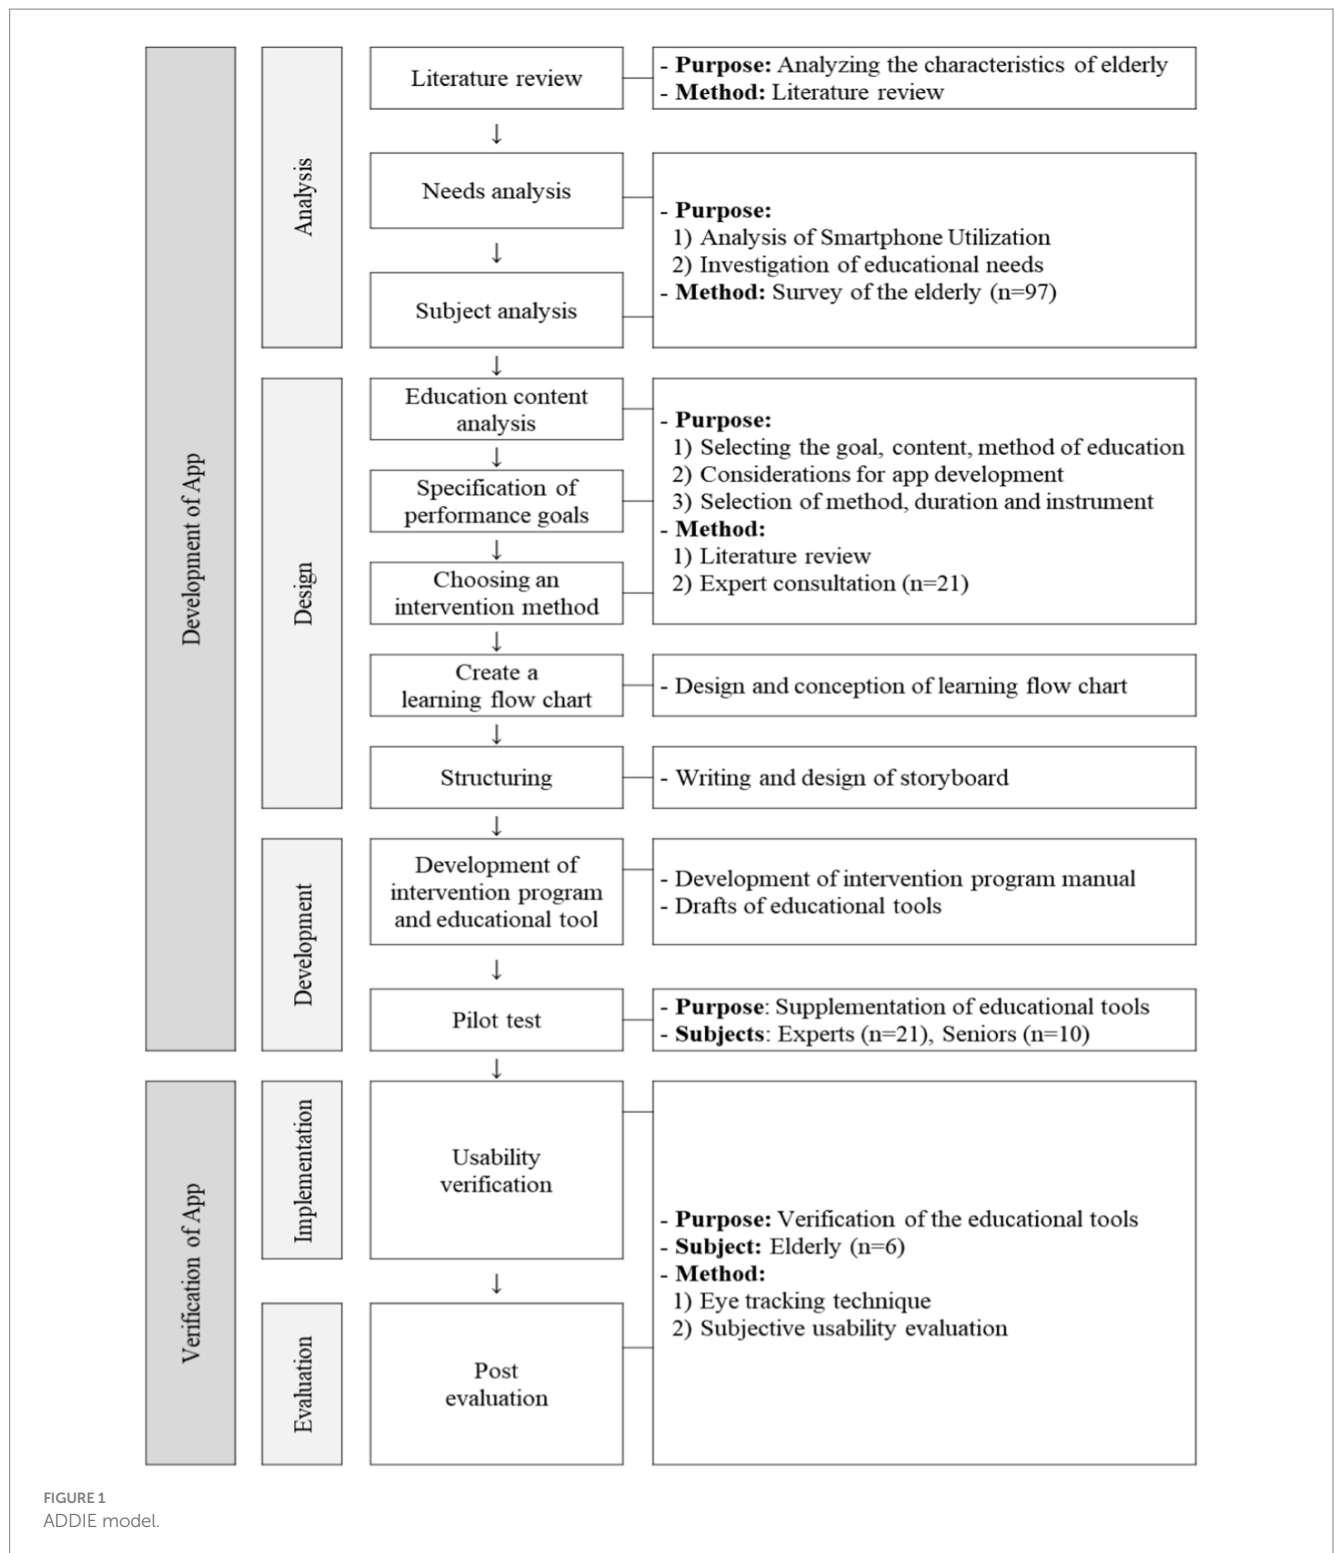 Development of App
Analysis
Literature review
- Purpose: Analyzing the characteristics of elderly
- Method: Literature review
↓
Needs analysis
↓
Subject analysis
- Purpose:
1) Analysis of Smartphone Utilization
2) Investigation of educational needs
- Method: Survey of the elderly (n=97)
↓
Design
Education content
analysis
↓
Specification of
performance goals
↓
Choosing an
intervention method
- Purpose:
1) Selecting the goal, content, method of education
2) Considerations for app development
3) Selection of method, duration and instrument
- Method:
1) Literature review
2) Expert consultation (n=21)
↓
Create a
learning flow chart
- Design and conception of learning flow chart
↓
Structuring
- Writing and design of storyboard
↓
Development
Development of
intervention program
and educational tool
- Development of intervention program manual
- Drafts of educational tools
↓
Pilot test
- Purpose: Supplementation of educational tools
- Subjects: Experts (n=21), Seniors (n=10)
↓
Verification of App
Implementation
Usability
verification
↓
Evaluation
Post
evaluation
- Purpose: Verification of the educational tools
- Subject: Elderly (n=6)
- Method:
1) Eye tracking technique
2) Subjective usability evaluation
FIGURE 1
ADDIE model.